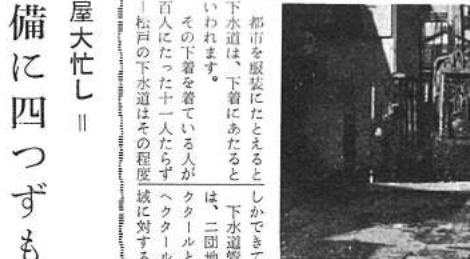 屋大忙し＝
備に四つずも
都市を服装にたとえると
下水道は、下着にあたると
いわれます。
その下着を着ている人が
百人にたった十一人たらず
ー松戸の下水道はその程度
しかできて
下水道管
は、二団地
クタールと
ヘクタール
域に対する